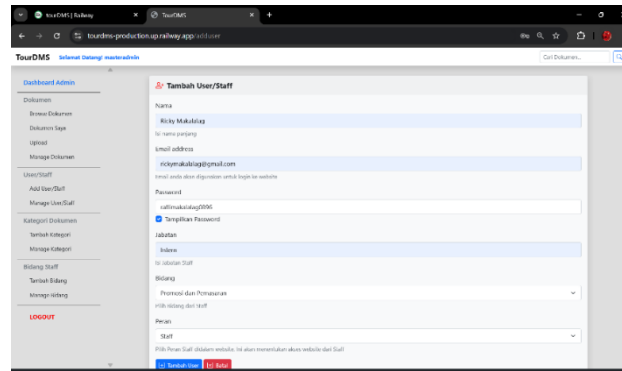 tourDMS | Railway
TourDMS
tourdms-production.up.railway.app/adduser
TourDMS Selamat Datang! masteradmin
Cari Dokumen...
Dashboard Admin
Dokumen
Browse Dokumen
Dokumen Saya
Upload
Manage Dokumen
User/Staff
Add User/Staff
Manage User/Staff
Kategori Dokumen
Tambah Kategori
Manage Kategori
Bidang Staff
Tambah Bidang
Manage Bidang
LOGOUT
Tambah User/Staff
Nama
Ricky Makalalag
Isi nama panjang
Email address
rickymakalalag@gmail.com
Email anda akan digunakan untuk login ke website
Password
raflimakalalag0896
Tampilkan Password
Jabatan
Intern
Isi Jabatan Staff
Bidang
Promosi dan Pemasaran
Pilih Bidang dari Staff
Peran
Staff
Pilih Peran Staff didalam website. Ini akan menentukan akses website dari Staff
Tambah User
Batal